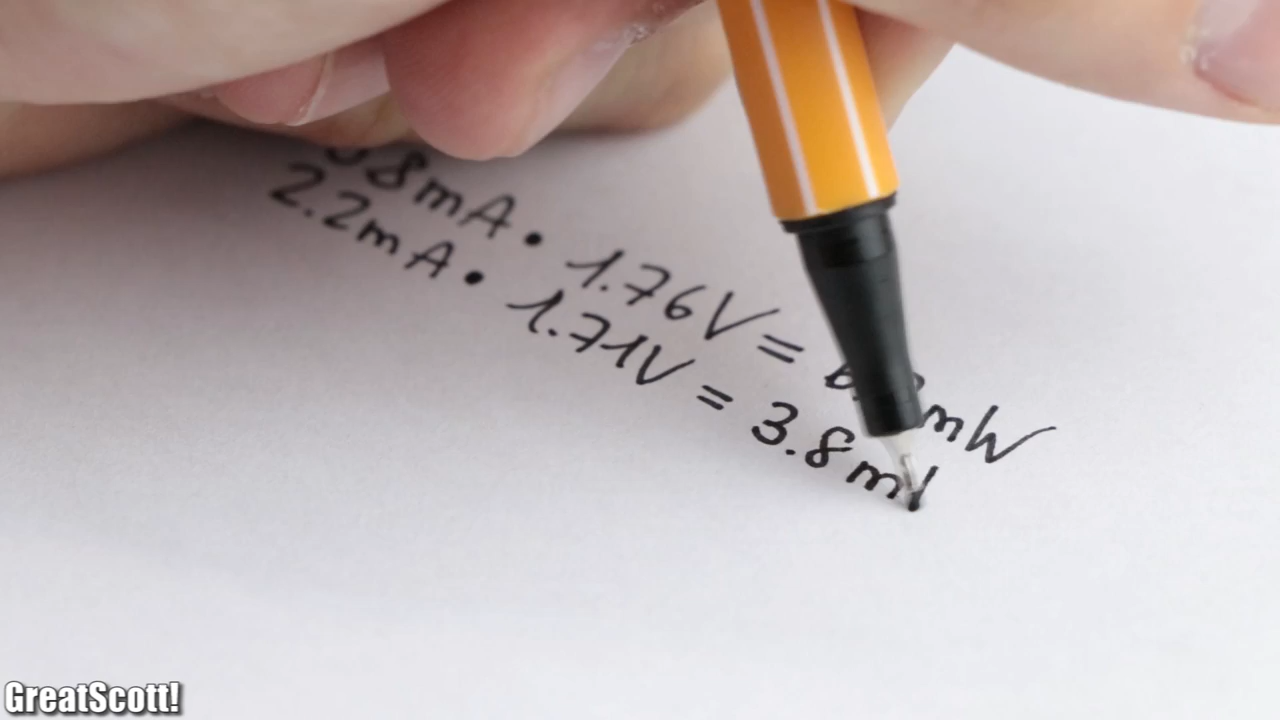 8mA • 1.76V = mW
2.2mA • 1.71V = 3.8m
GreatScott!